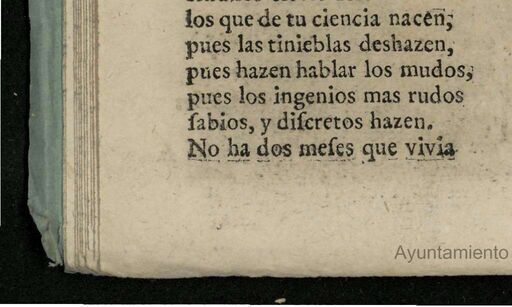 los que de tu ciencia nacen;
pues las tinieblas deshazen,
pues hazen hablar los mudos,
pues los ingenios mas rudos
ſabios, y diſcretos hazen.
No ha dos meſes que vivia
Ayuntamiento